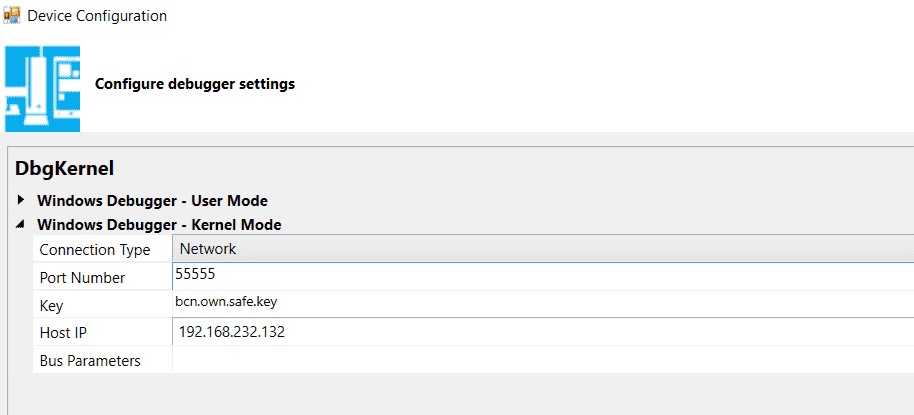 Device Configuration
Configure debugger settings
DbgKernel
Windows Debugger - User Mode
Windows Debugger - Kernel Mode
Connection Type Network
Port Number 55555
Key bcn.own.safe.key
Host IP 192.168.232.132
Bus Parameters